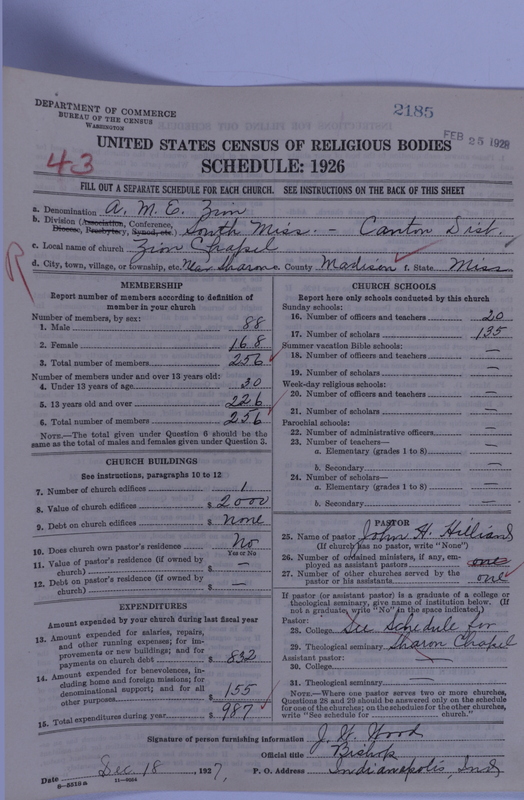 2185
FEB 25 1928
DEPARTMENT OF COMMERCE
BUREAU OF THE CENSUS
WASHINGTON
UNITED STATES CENSUS OF RELIGIOUS BODIES
SCHEDULE: 1926
43
R
FILL OUT A SEPARATE SCHEDULE FOR EACH CHURCH. SEE INSTRUCTIONS ON THE BACK OF THIS SHEET
a. Denomination A. M. E. Zion
b. Division (Association, Conference, Diocese, Presbytery, Synod, etc.) South Miss. - Canton Dist.
c. Local name of church Zion Chapel
d. City, town, village, or township, etc. Near Sharon e. County Madison f. State Miss
MEMBERSHIP
Report number of members according to definition of member in your church
Number of members, by sex:
1. Male 88
2. Female 168
3. Total number of members 256
Number of members under and over 13 years old:
4. Under 13 years of age 30
5. 13 years old and over 226
6. Total number of members 256
NOTE.—The total given under Question 6 should be the same as the total of males and females given under Question 3.
CHURCH BUILDINGS
See instructions, paragraphs 10 to 12
7. Number of church edifices 1
8. Value of church edifices $ 2000
9. Debt on church edifices $ none
10. Does church own pastor's residence No
Yes or No
11. Value of pastor's residence (if owned by church) $ —
12. Debt on pastor's residence (if owned by church) $ —
EXPENDITURES
Amount expended by your church during last fiscal year
13. Amount expended for salaries, repairs, and other running expenses; for improvements or new buildings; and for payments on church debt $ 832
14. Amount expended for benevolences, including home and foreign missions; for denominational support; and for all other purposes $ 155
15. Total expenditures during year $ 987
CHURCH SCHOOLS
Report here only schools conducted by this church
Sunday schools:
16. Number of officers and teachers 20
17. Number of scholars 135
Summer vacation Bible schools:
18. Number of officers and teachers —
19. Number of scholars —
Week-day religious schools:
20. Number of officers and teachers —
21. Number of scholars —
Parochial schools:
22. Number of administrative officers —
23. Number of teachers—
a. Elementary (grades 1 to 8) —
b. Secondary —
24. Number of scholars—
a. Elementary (grades 1 to 8) —
b. Secondary —
PASTOR
25. Name of pastor John H. Hilliard
(If church has no pastor, write "None")
26. Number of ordained ministers, if any, employed as assistant pastors one
27. Number of other churches served by the pastor or his assistants one
If pastor (or assistant pastor) is a graduate of a college or theological seminary, give name of institution below. (If not a graduate, write "No" in the space indicated.)
Pastor:
28. College See Schedule for
29. Theological seminary Sharon Chapel
Assistant pastor:
30. College —
31. Theological seminary —
NOTE.—Where one pastor serves two or more churches, Questions 28 and 29 should be answered only on the schedule for one of the churches; on the schedules for the other churches, write "See schedule for church."
Signature of person furnishing information J. W. Wood
Official title Bishop
Date Dec. 18, 1927, P. O. Address Indianapolis, Ind